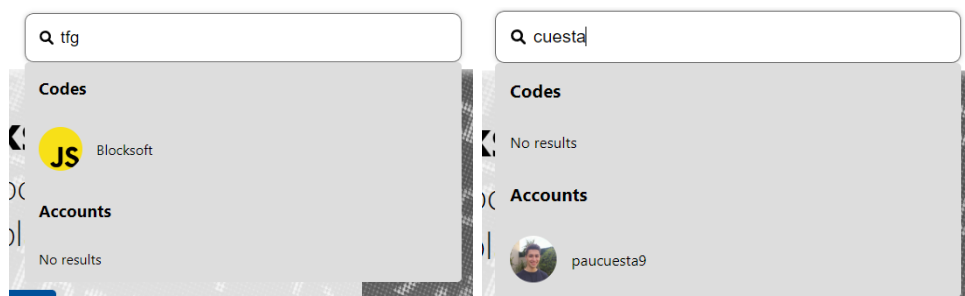 tfg
Codes
JS
Blocksoft
Accounts
No results
cuesta
Codes
No results
Accounts
paucuesta9